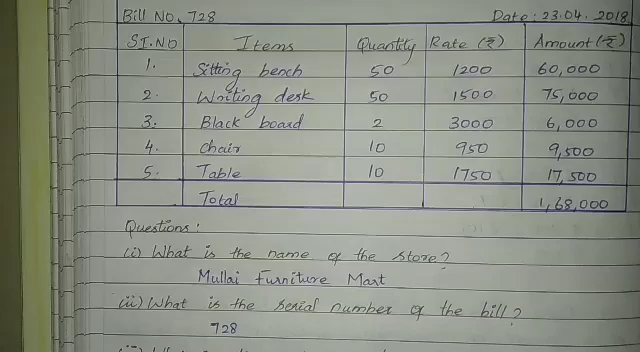 Bill No. 728 Date: 23.04.2018
SI.NO Items Quantity Rate (₹) Amount (₹)
1. Sitting bench 50 1200 60,000
2. Writing desk 50 1500 75,000
3. Black board 2 3000 6,000
4. Chair 10 950 9,500
5. Table 10 1750 17,500
Total 1,68,000
Questions:
(i) What is the name of the store?
Mullai Furniture Mart
(ii) What is the serial number of the bill?
728